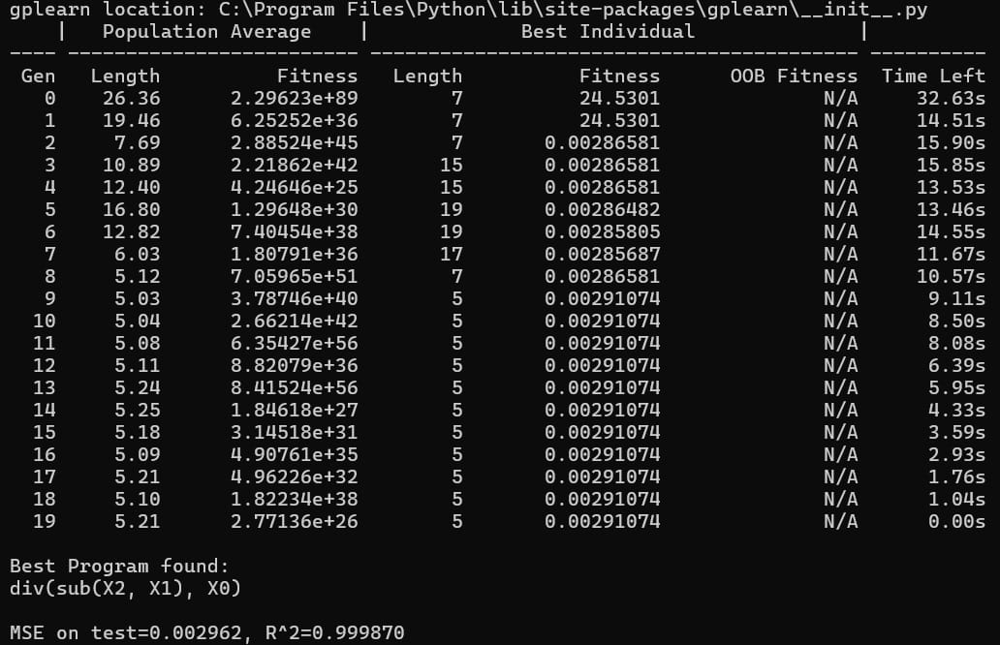 gplearn location: C:\Program Files\Python\lib\site-packages\gplearn\__init__.py
    |   Population Average    |             Best Individual              |
---- ------------------------- ------------------------------------------ ----------
 Gen   Length          Fitness   Length          Fitness      OOB Fitness  Time Left
   0    26.36      2.29623e+89        7          24.5301              N/A     32.63s
   1    19.46      6.25252e+36        7          24.5301              N/A     14.51s
   2     7.69      2.88524e+45        7       0.00286581              N/A     15.90s
   3    10.89      2.21862e+42       15       0.00286581              N/A     15.85s
   4    12.40      4.24646e+25       15       0.00286581              N/A     13.53s
   5    16.80      1.29648e+30       19       0.00286482              N/A     13.46s
   6    12.82      7.40454e+38       19       0.00285805              N/A     14.55s
   7     6.03      1.80791e+36       17       0.00285687              N/A     11.67s
   8     5.12      7.05965e+51        7       0.00286581              N/A     10.57s
   9     5.03      3.78746e+40        5       0.00291074              N/A      9.11s
  10     5.04      2.66214e+42        5       0.00291074              N/A      8.50s
  11     5.08      6.35427e+56        5       0.00291074              N/A      8.08s
  12     5.11      8.82079e+36        5       0.00291074              N/A      6.39s
  13     5.24      8.41524e+56        5       0.00291074              N/A      5.95s
  14     5.25      1.84618e+27        5       0.00291074              N/A      4.33s
  15     5.18      3.14518e+31        5       0.00291074              N/A      3.59s
  16     5.09      4.90761e+35        5       0.00291074              N/A      2.93s
  17     5.21      4.96226e+32        5       0.00291074              N/A      1.76s
  18     5.10      1.82234e+38        5       0.00291074              N/A      1.04s
  19     5.21      2.77136e+26        5       0.00291074              N/A      0.00s

Best Program found:
div(sub(X2, X1), X0)

MSE on test=0.002962, R^2=0.999870